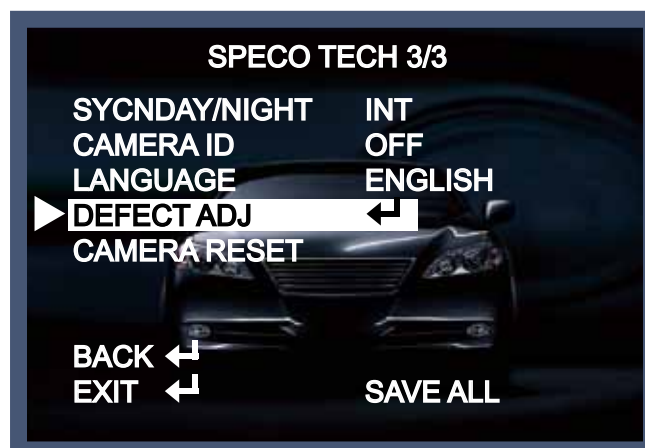 SPECO TECH 3/3
SYCNDAY/NIGHT INT
CAMERA ID OFF
LANGUAGE ENGLISH
DEFECT ADJ ↵
CAMERA RESET
BACK ↵
EXIT ↵ SAVE ALL